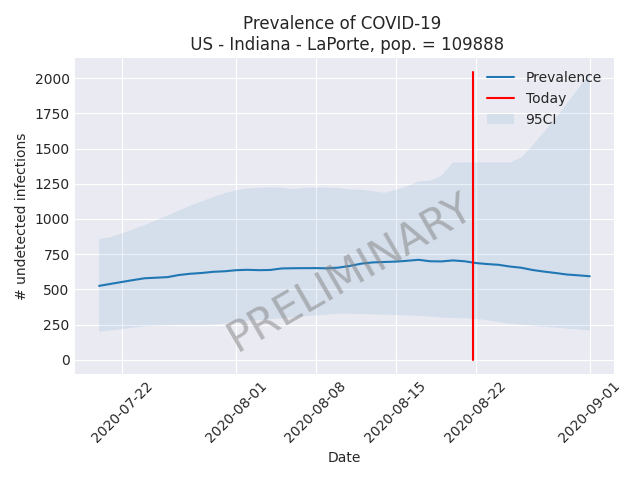 Prevalence of COVID-19
US - Indiana - LaPorte, pop. = 109888
2000
1750
1500
1250
1000
750
500
250
0
# undetected infections
Prevalence
Today
95CI
PRELIMINARY
2020-07-22
2020-08-01
2020-08-08
2020-08-15
2020-08-22
2020-09-01
Date